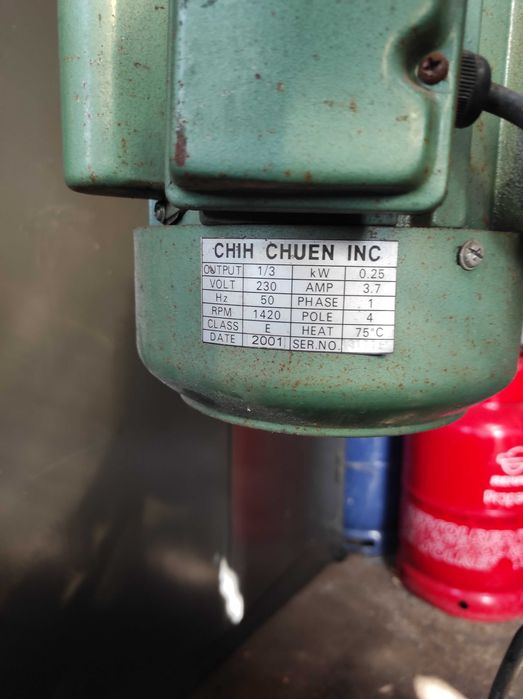 CHIH CHUEN INC
OUTPUT 1/3 kW 0.25
VOLT 230 AMP 3.7
Hz 50 PHASE 1
RPM 1420 POLE 4
CLASS E HEAT 75°C
DATE 2001 SER.NO.